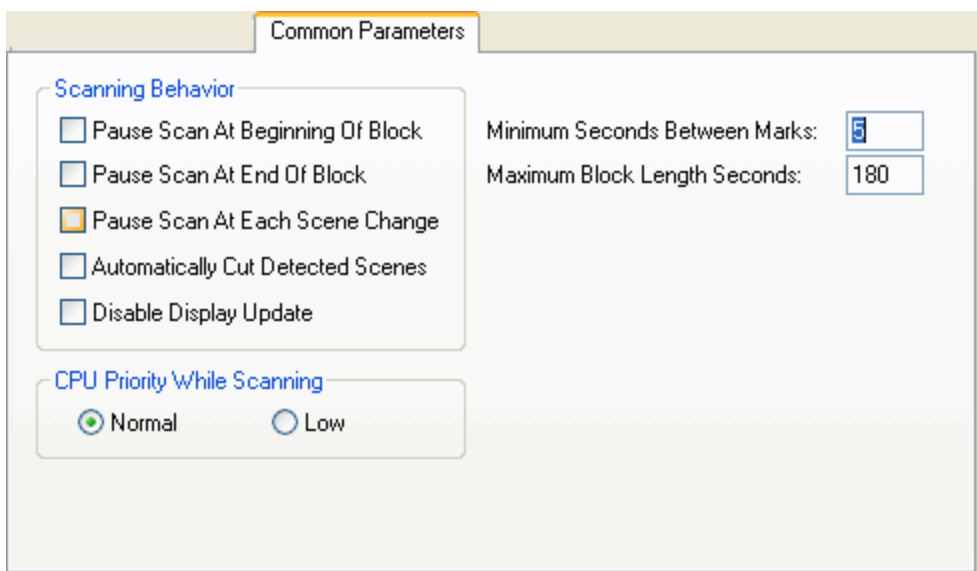 Common Parameters
Scanning Behavior
Pause Scan At Beginning Of Block
Pause Scan At End Of Block
Pause Scan At Each Scene Change
Automatically Cut Detected Scenes
Disable Display Update
Minimum Seconds Between Marks: 5
Maximum Block Length Seconds: 180
CPU Priority While Scanning
Normal Low